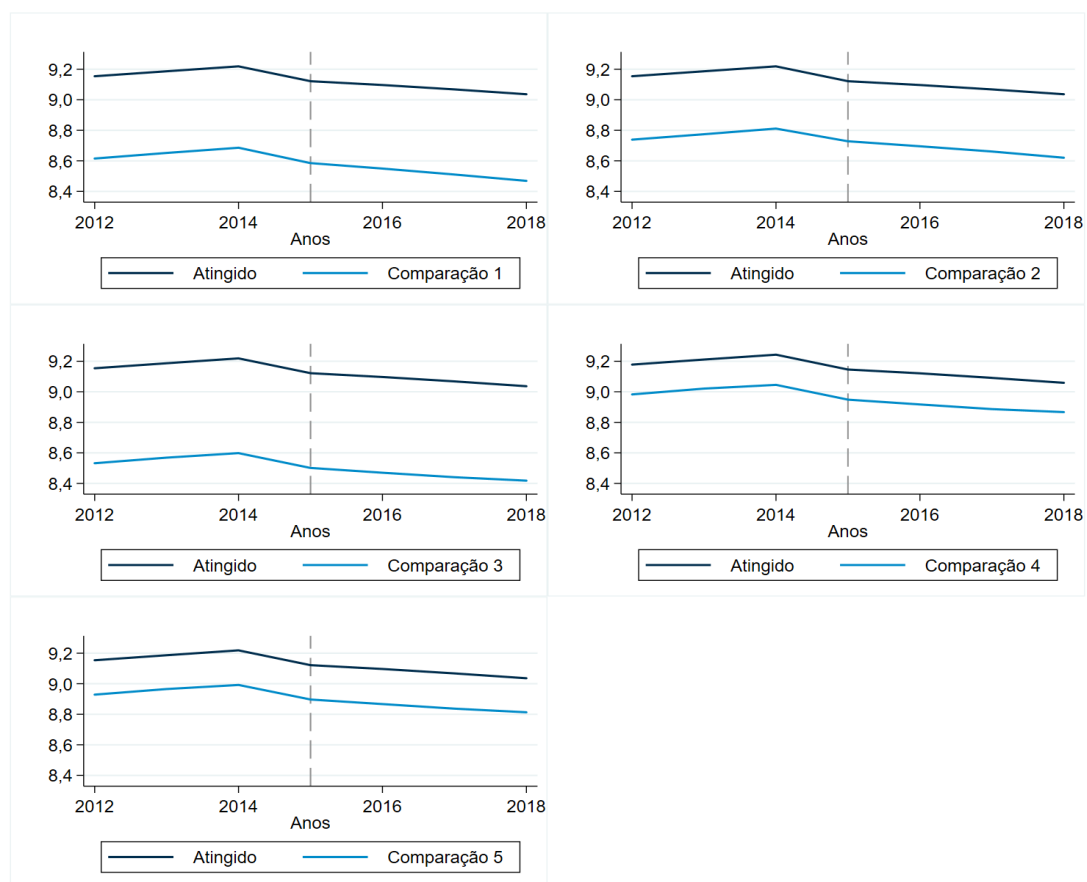 9,2
9,0
8,8
8,6
8,4
2012 2014 2016 2018
Anos
Atingido Comparação 1
9,2
9,0
8,8
8,6
8,4
2012 2014 2016 2018
Anos
Atingido Comparação 2
9,2
9,0
8,8
8,6
8,4
2012 2014 2016 2018
Anos
Atingido Comparação 3
9,2
9,0
8,8
8,6
8,4
2012 2014 2016 2018
Anos
Atingido Comparação 4
9,2
9,0
8,8
8,6
8,4
2012 2014 2016 2018
Anos
Atingido Comparação 5